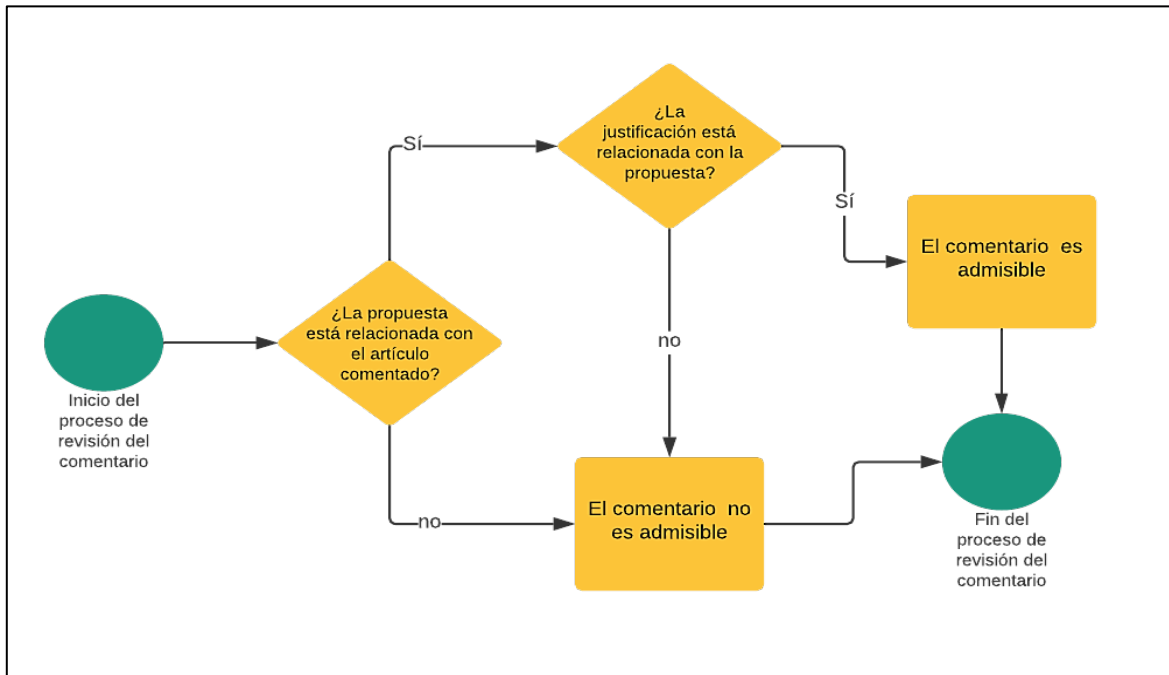 Inicio del
proceso de
revisión del
comentario
¿La propuesta
está relacionada con
el artículo
comentado?
Sí
¿La
justificación está
relacionada con la
propuesta?
Sí
El comentario es
admisible
no
no
El comentario no
es admisible
Fin del
proceso de
revisión del
comentario